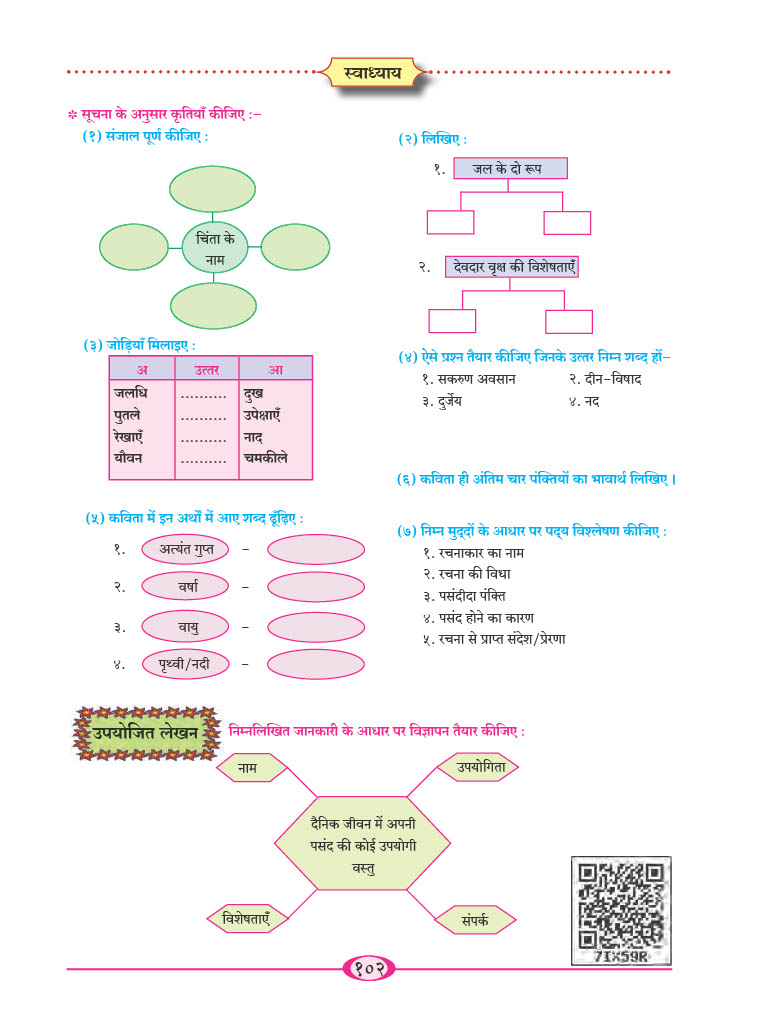 स्वाध्याय
* सूचना के अनुसार कृतियाँ कीजिए :-
(१) संजाल पूर्ण कीजिए :
चिंता के
नाम
(२) लिखिए :
१. जल के दो रूप
२. देवदार वृक्ष की विशेषताएँ
(३) जोड़ियाँ मिलाइए :
अ उत्तर आ
जलधि .......... दुख
पुतले .......... उपेक्षाएँ
रेखाएँ .......... नाद
यौवन .......... चमकीले
(४) ऐसे प्रश्न तैयार कीजिए जिनके उत्तर निम्न शब्द हों-
१. सकरुण अवसान २. दीन-विषाद
३. दुर्जेय ४. नद
(५) कविता में इन अर्थों में आए शब्द ढूँढ़िए :
१. अत्यंत गुप्त -
२. वर्षा -
३. वायु -
४. पृथ्वी/नदी -
(६) कविता ही अंतिम चार पंक्तियों का भावार्थ लिखिए ।
(७) निम्न मुद्दों के आधार पर पद्य विश्लेषण कीजिए :
१. रचनाकार का नाम
२. रचना की विधा
३. पसंदीदा पंक्ति
४. पसंद होने का कारण
५. रचना से प्राप्त संदेश/प्रेरणा
उपयोजित लेखन
निम्नलिखित जानकारी के आधार पर विज्ञापन तैयार कीजिए :
नाम
उपयोगिता
दैनिक जीवन में अपनी
पसंद की कोई उपयोगी
वस्तु
विशेषताएँ
संपर्क
7IX59R
१०२